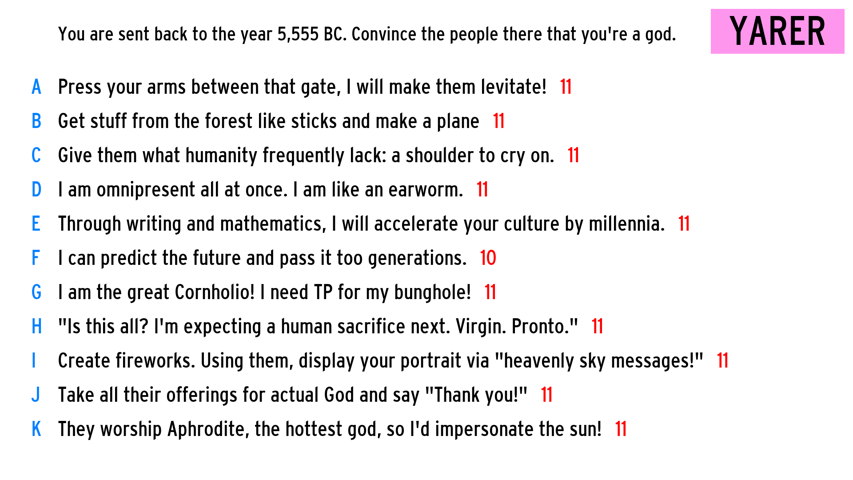 You are sent back to the year 5,555 BC. Convince the people there that you're a god.
YARER
A Press your arms between that gate, I will make them levitate! 11
B Get stuff from the forest like sticks and make a plane 11
C Give them what humanity frequently lack: a shoulder to cry on. 11
D I am omnipresent all at once. I am like an earworm. 11
E Through writing and mathematics, I will accelerate your culture by millennia. 11
F I can predict the future and pass it too generations. 10
G I am the great Cornholio! I need TP for my bunghole! 11
H "Is this all? I'm expecting a human sacrifice next. Virgin. Pronto." 11
I Create fireworks. Using them, display your portrait via "heavenly sky messages!" 11
J Take all their offerings for actual God and say "Thank you!" 11
K They worship Aphrodite, the hottest god, so I'd impersonate the sun! 11